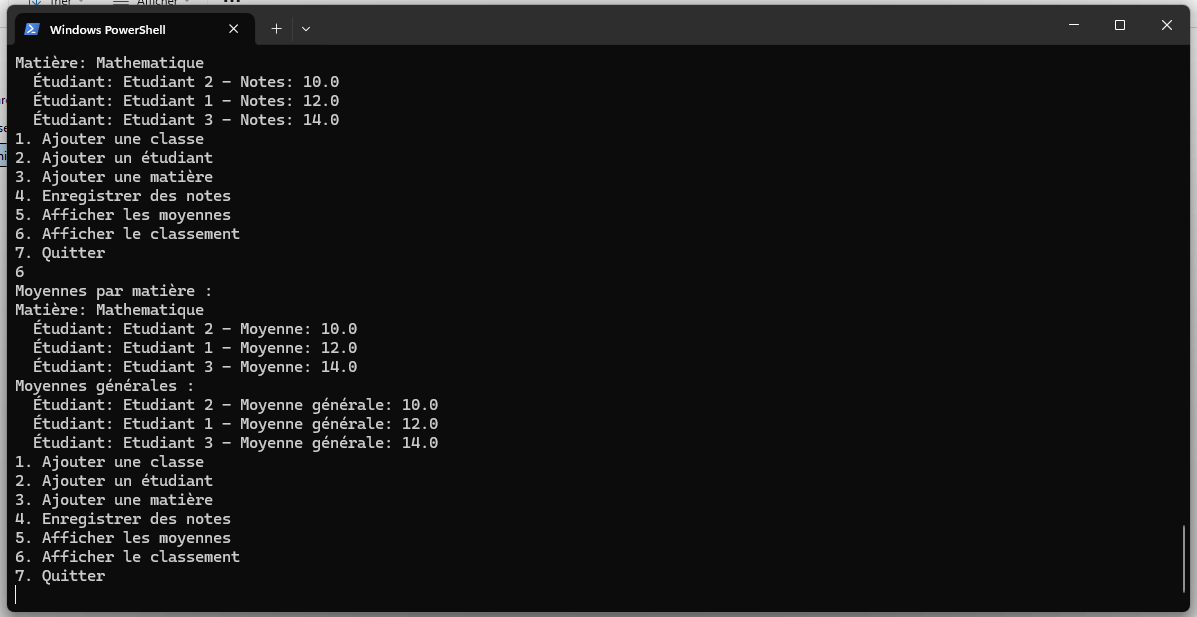 Trier
Afficher
Windows PowerShell
Matière: Mathematique
  Étudiant: Etudiant 2 - Notes: 10.0
  Étudiant: Etudiant 1 - Notes: 12.0
  Étudiant: Etudiant 3 - Notes: 14.0
1. Ajouter une classe
2. Ajouter un étudiant
3. Ajouter une matière
4. Enregistrer des notes
5. Afficher les moyennes
6. Afficher le classement
7. Quitter
6
Moyennes par matière :
Matière: Mathematique
  Étudiant: Etudiant 2 - Moyenne: 10.0
  Étudiant: Etudiant 1 - Moyenne: 12.0
  Étudiant: Etudiant 3 - Moyenne: 14.0
Moyennes générales :
  Étudiant: Etudiant 2 - Moyenne générale: 10.0
  Étudiant: Etudiant 1 - Moyenne générale: 12.0
  Étudiant: Etudiant 3 - Moyenne générale: 14.0
1. Ajouter une classe
2. Ajouter un étudiant
3. Ajouter une matière
4. Enregistrer des notes
5. Afficher les moyennes
6. Afficher le classement
7. Quitter